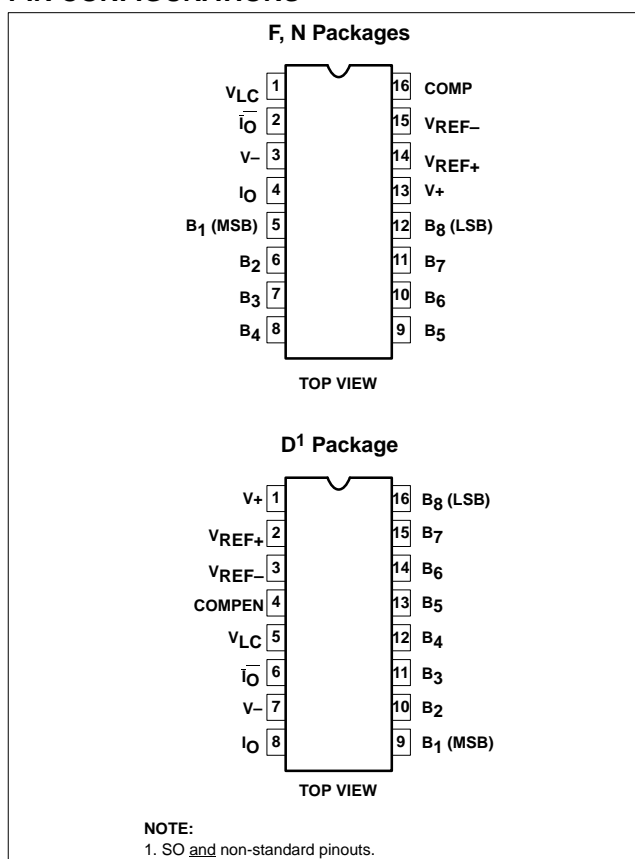 F, N Packages
VLC 1 16 COMP
I̅O̅ 2 15 VREF–
V– 3 14 VREF+
IO 4 13 V+
B1 (MSB) 5 12 B8 (LSB)
B2 6 11 B7
B3 7 10 B6
B4 8 9 B5
TOP VIEW
D1 Package
V+ 1 16 B8 (LSB)
VREF+ 2 15 B7
VREF– 3 14 B6
COMPEN 4 13 B5
VLC 5 12 B4
I̅O̅ 6 11 B3
V– 7 10 B2
IO 8 9 B1 (MSB)
TOP VIEW
NOTE:
1. SO and non-standard pinouts.